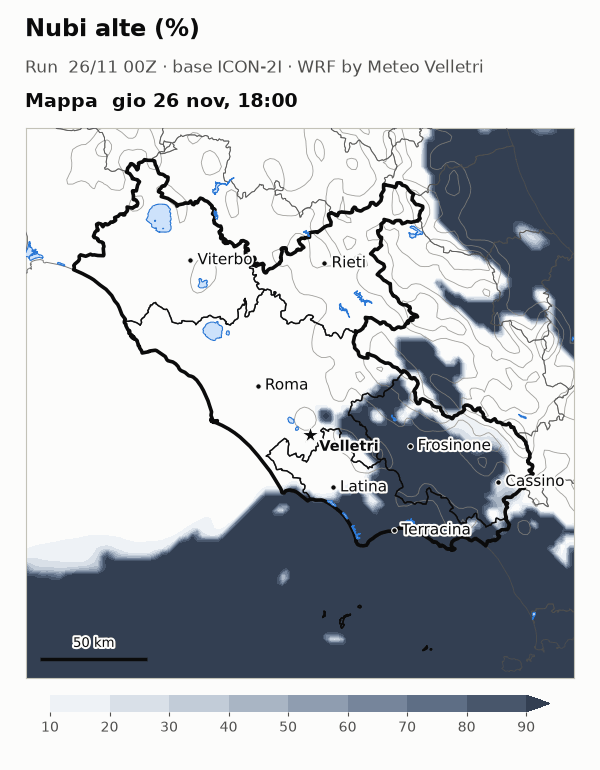 Nubi alte (%)
Run  26/11 00Z · base ICON-2I · WRF by Meteo Velletri
Mappa  gio 26 nov, 18:00
Viterbo
Rieti
Roma
Velletri
Frosinone
Latina
Cassino
Terracina
50 km
10 20 30 40 50 60 70 80 90